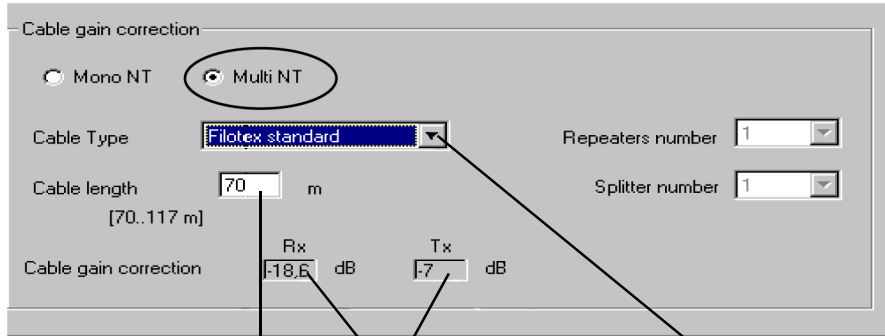 Cable gain correction
Mono NT Multi NT
Cable Type Filotex standard Repeaters number 1
Cable length 70 m Splitter number 1
[70..117 m]
Rx Tx
Cable gain correction -18,6 dB -7 dB